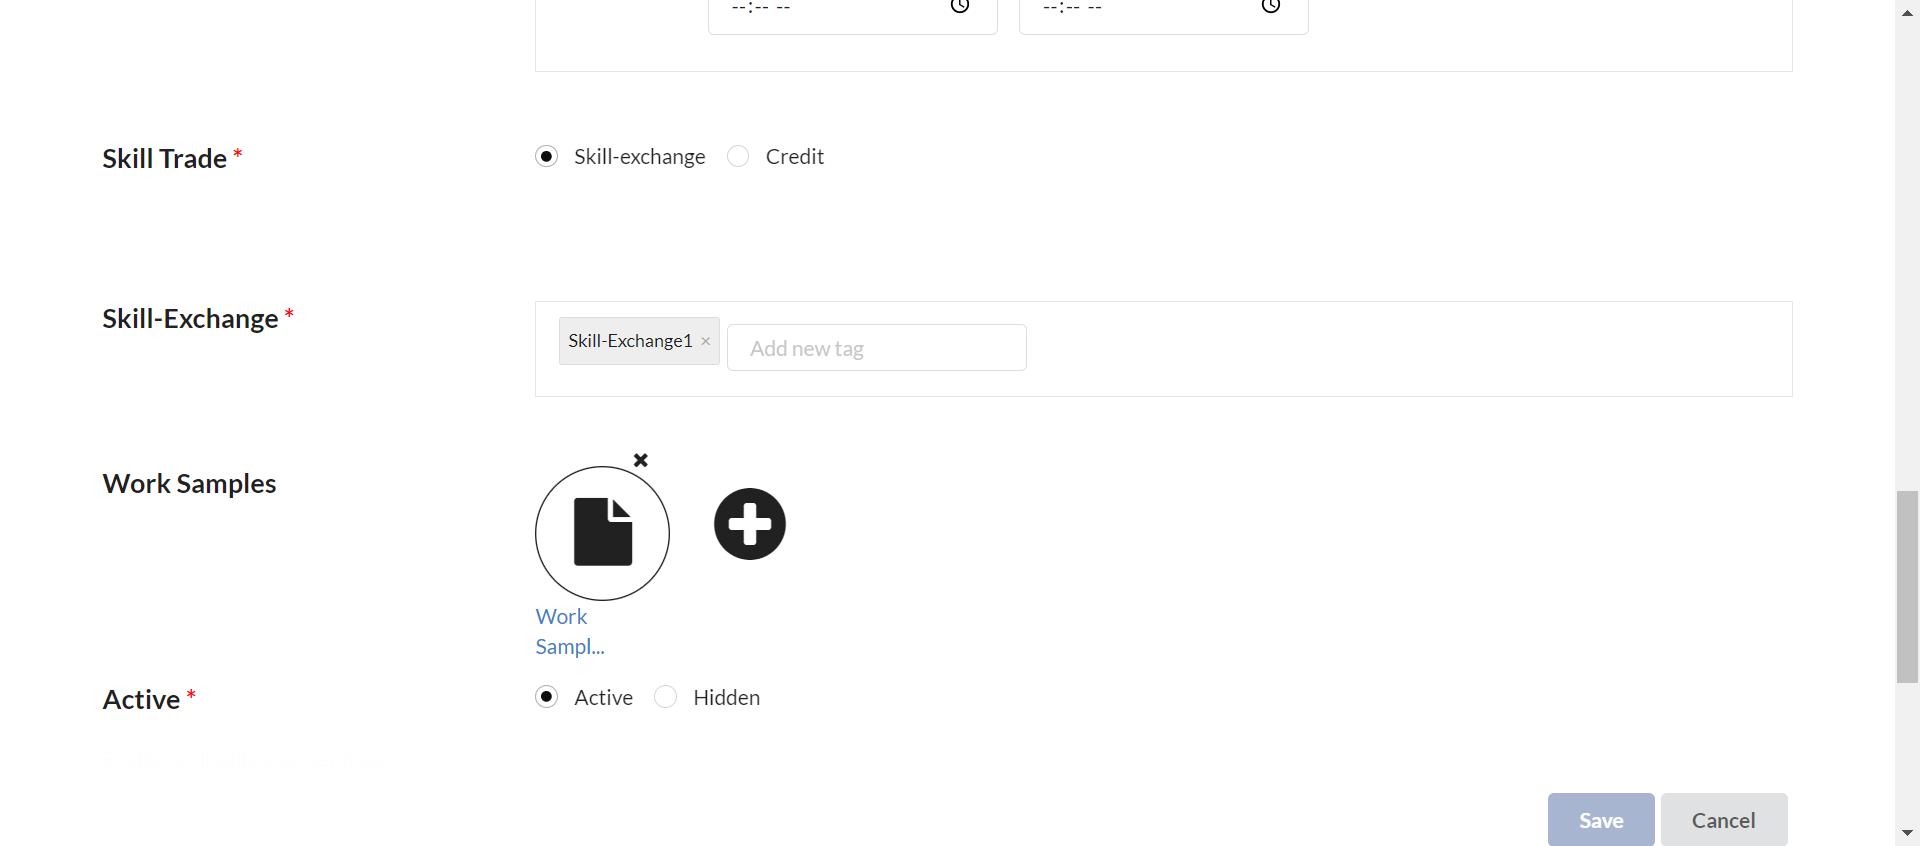 --:-- -- --:-- --
Skill Trade * Skill-exchange Credit
Skill-Exchange * Skill-Exchange1 × Add new tag
Work Samples
Work
Sampl...
Active * Active Hidden
Save Cancel